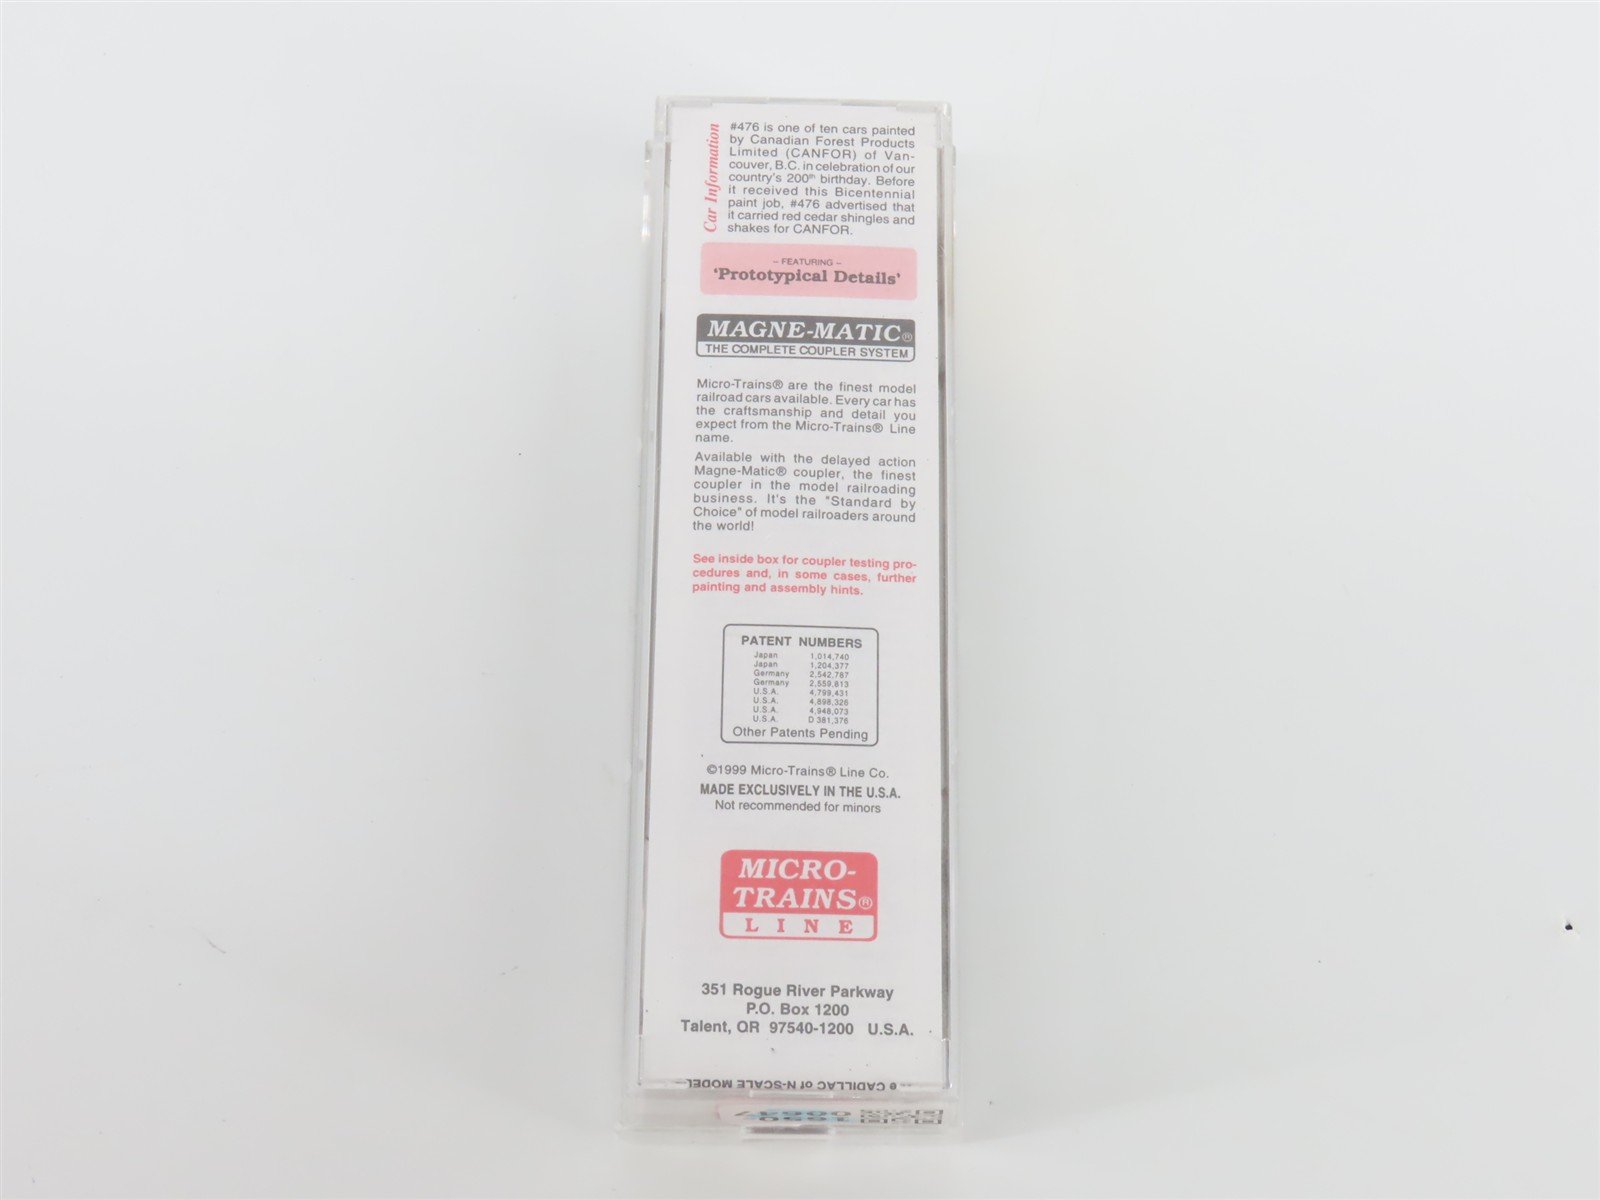 Car Information
#476 is one of ten cars painted
by Canadian Forest Products
Limited (CANFOR) of Van-
couver, B.C. in celebration of our
country's 200th birthday. Before
it received this Bicentennial
paint job, #476 advertised that
it carried red cedar shingles and
shakes for CANFOR.
– FEATURING –
'Prototypical Details'
MAGNE-MATIC®
THE COMPLETE COUPLER SYSTEM
Micro-Trains® are the finest model
railroad cars available. Every car has
the craftsmanship and detail you
expect from the Micro-Trains® Line
name.
Available with the delayed action
Magne-Matic® coupler, the finest
coupler in the model railroading
business. It's the "Standard by
Choice" of model railroaders around
the world!
See inside box for coupler testing pro-
cedures and, in some cases, further
painting and assembly hints.
PATENT NUMBERS
Japan 1,014,740
Japan 1,204,377
Germany 2,542,787
Germany 2,559,813
U.S.A. 4,799,431
U.S.A. 4,898,326
U.S.A. 4,948,073
U.S.A. D 381,376
Other Patents Pending
©1999 Micro-Trains® Line Co.
MADE EXCLUSIVELY IN THE U.S.A.
Not recommended for minors
MICRO-
TRAINS®
LINE
351 Rogue River Parkway
P.O. Box 1200
Talent, OR 97540-1200 U.S.A.
e CADILLAC of N-SCALE MODEL